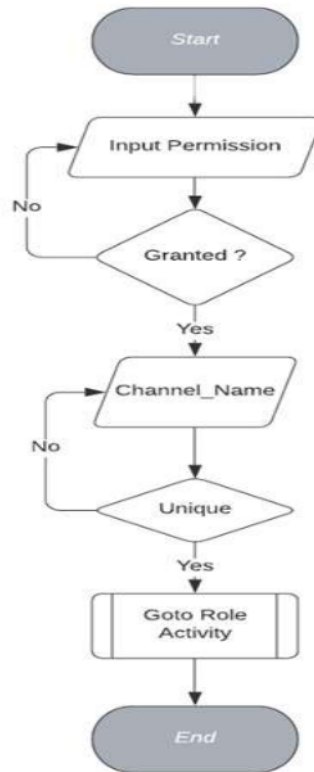 Start
Input Permission
No
Granted ?
Yes
Channel_Name
No
Unique
Yes
Goto Role
Activity
End